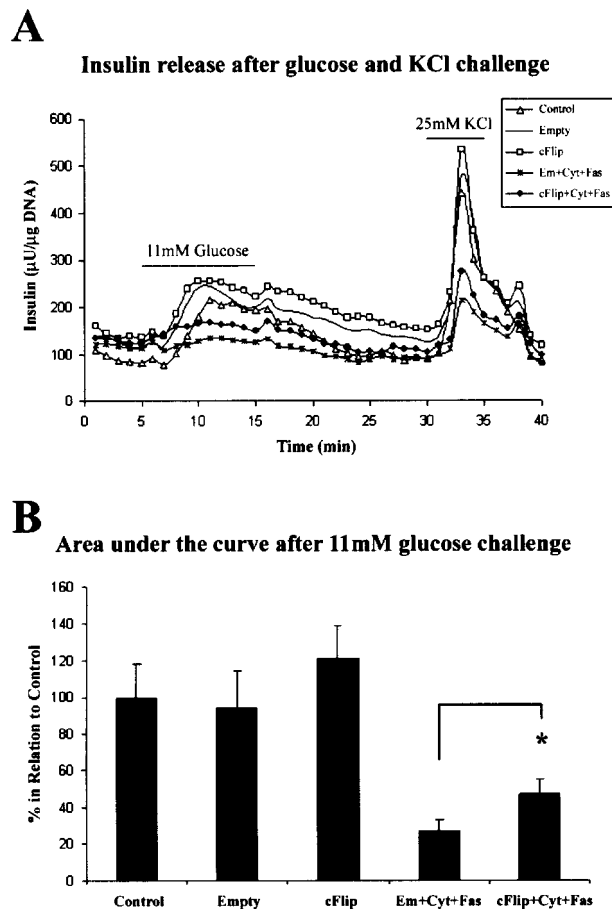 A
Insulin release after glucose and KCl challenge
Insulin (µU/µg DNA)
600
500
400
300
200
100
0
11mM Glucose
25mM KCl
Control
Empty
cFlip
Em+Cyt+Fas
cFlip+Cyt+Fas
0 5 10 15 20 25 30 35 40
Time (min)
B
Area under the curve after 11mM glucose challenge
% in Relation to Control
160
140
120
100
80
60
40
20
0
*
Control Empty cFlip Em+Cyt+Fas cFlip+Cyt+Fas